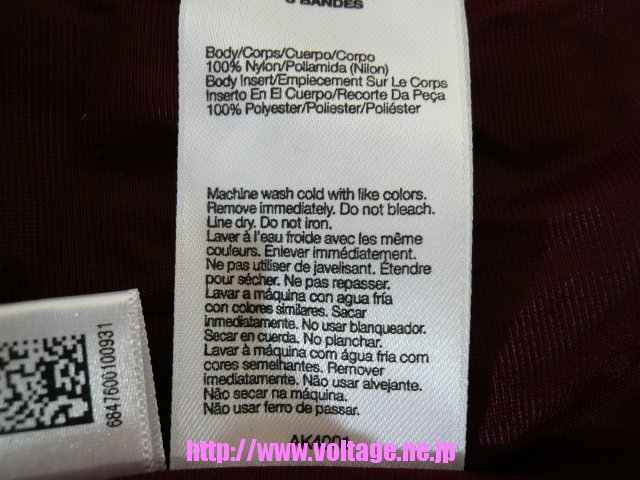 3 BANDES
Body/Corps/Cuerpo/Corpo
100% Nylon/Poliamida (Nilon)
Body Insert/Empiecement Sur Le Corps
Inserto En El Cuerpo/Recorte Da Peça
100% Polyester/Poliester/Poliéster
Machine wash cold with like colors.
Remove immediately. Do not bleach.
Line dry. Do not iron.
Laver à l'eau froide avec les même
couleurs. Enlever immédiatement.
Ne pas utiliser de javelisant. Étendre
pour sécher. Ne pas repasser.
Lavar a máquina con agua fría
con colores similares. Sacar
inmediatamente. No usar blanqueador.
Secar en cuerda. No planchar.
Lavar à máquina com água fria com
cores semelhantes. Remover
imediatamente. Não usar alvejante.
Não secar na máquina.
Não usar ferro de passar.
AK4001
6847600100931
http://www.voltage.ne.jp